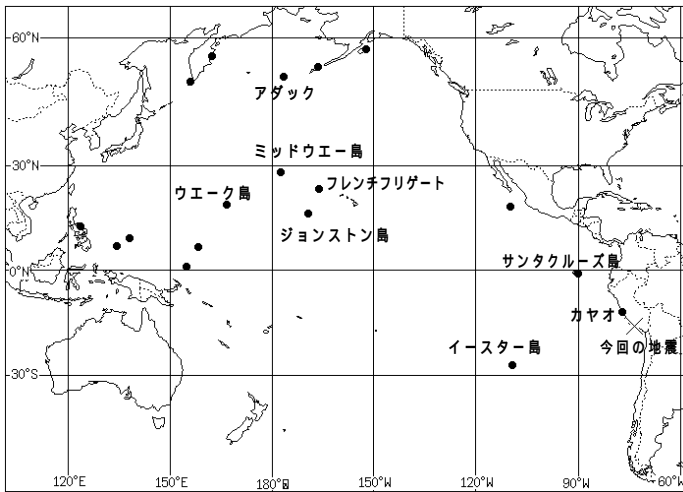 60°N
アダック
ミッドウエー島
30°N
ウエーク島
フレンチフリゲート
ジョンストン島
サンタクルーズ島
0°N
カヤオ
イースター島
今回の地震
30°S
120°E
150°E
180°
150°W
120°W
90°W
60°W